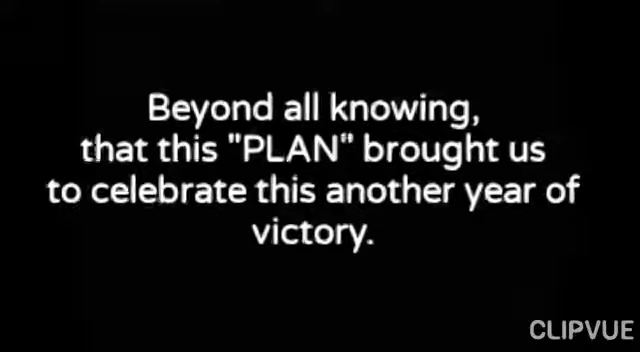 Beyond all knowing,
that this "PLAN" brought us
to celebrate this another year of
victory.
CLIPVUE